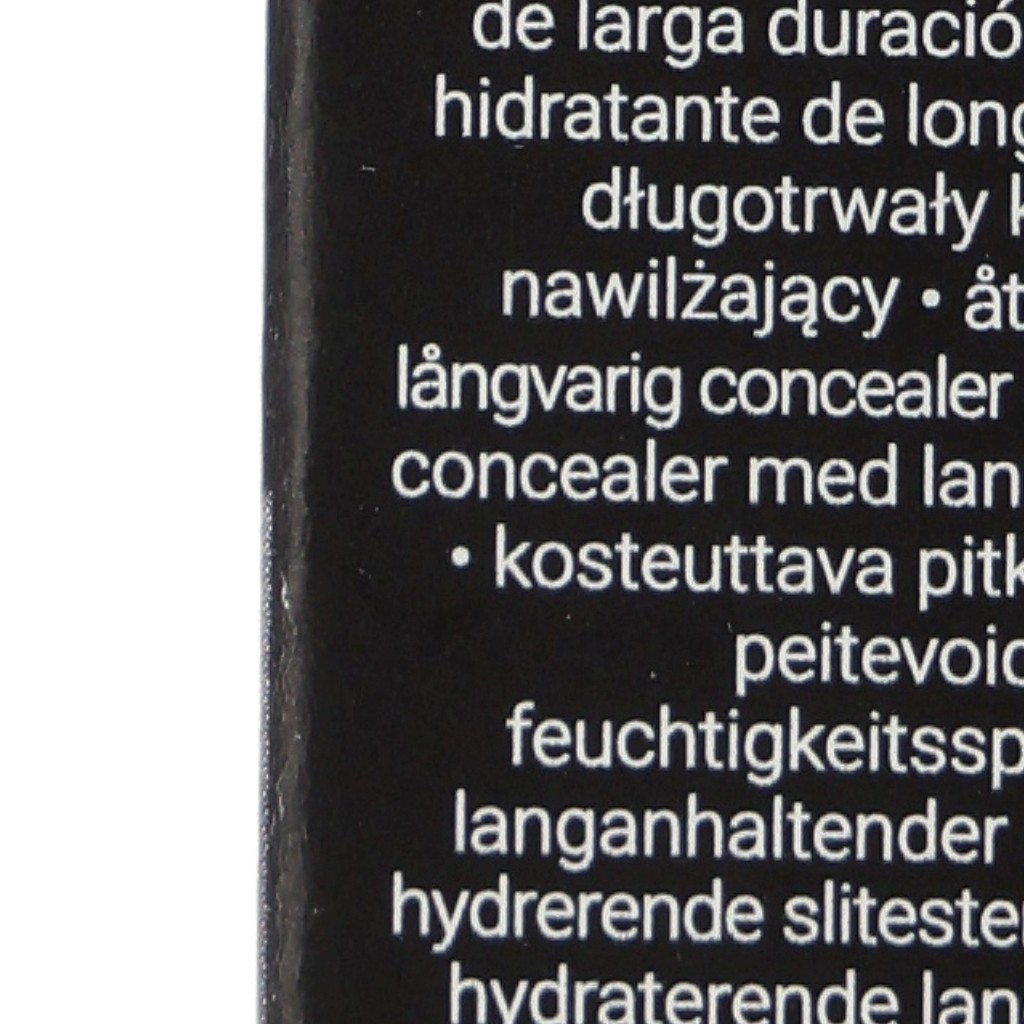 de larga duració
hidratante de long
długotrwały k
nawilżający • åt
långvarig concealer
concealer med lan
• kosteuttava pitk
peitevoid
feuchtigkeitssp
langanhaltender
hydrerende slitester
hydraterende lan